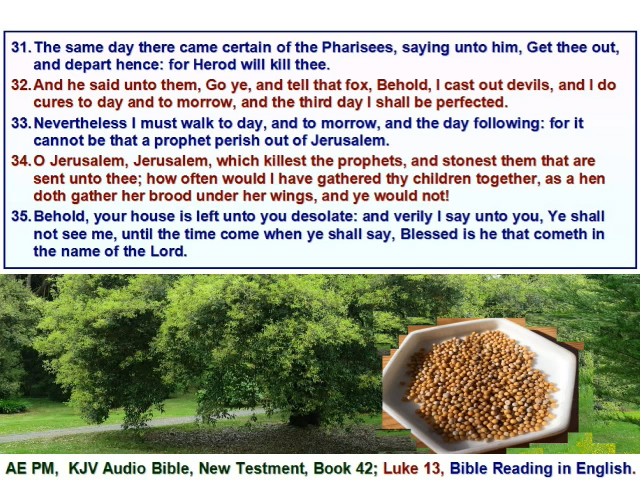 31. The same day there came certain of the Pharisees, saying unto him, Get thee out,
and depart hence: for Herod will kill thee.
32. And he said unto them, Go ye, and tell that fox, Behold, I cast out devils, and I do
cures to day and to morrow, and the third day I shall be perfected.
33. Nevertheless I must walk to day, and to morrow, and the day following: for it
cannot be that a prophet perish out of Jerusalem.
34. O Jerusalem, Jerusalem, which killest the prophets, and stonest them that are
sent unto thee; how often would I have gathered thy children together, as a hen
doth gather her brood under her wings, and ye would not!
35. Behold, your house is left unto you desolate: and verily I say unto you, Ye shall
not see me, until the time come when ye shall say, Blessed is he that cometh in
the name of the Lord.
AE PM, KJV Audio Bible, New Testment, Book 42; Luke 13, Bible Reading in English.